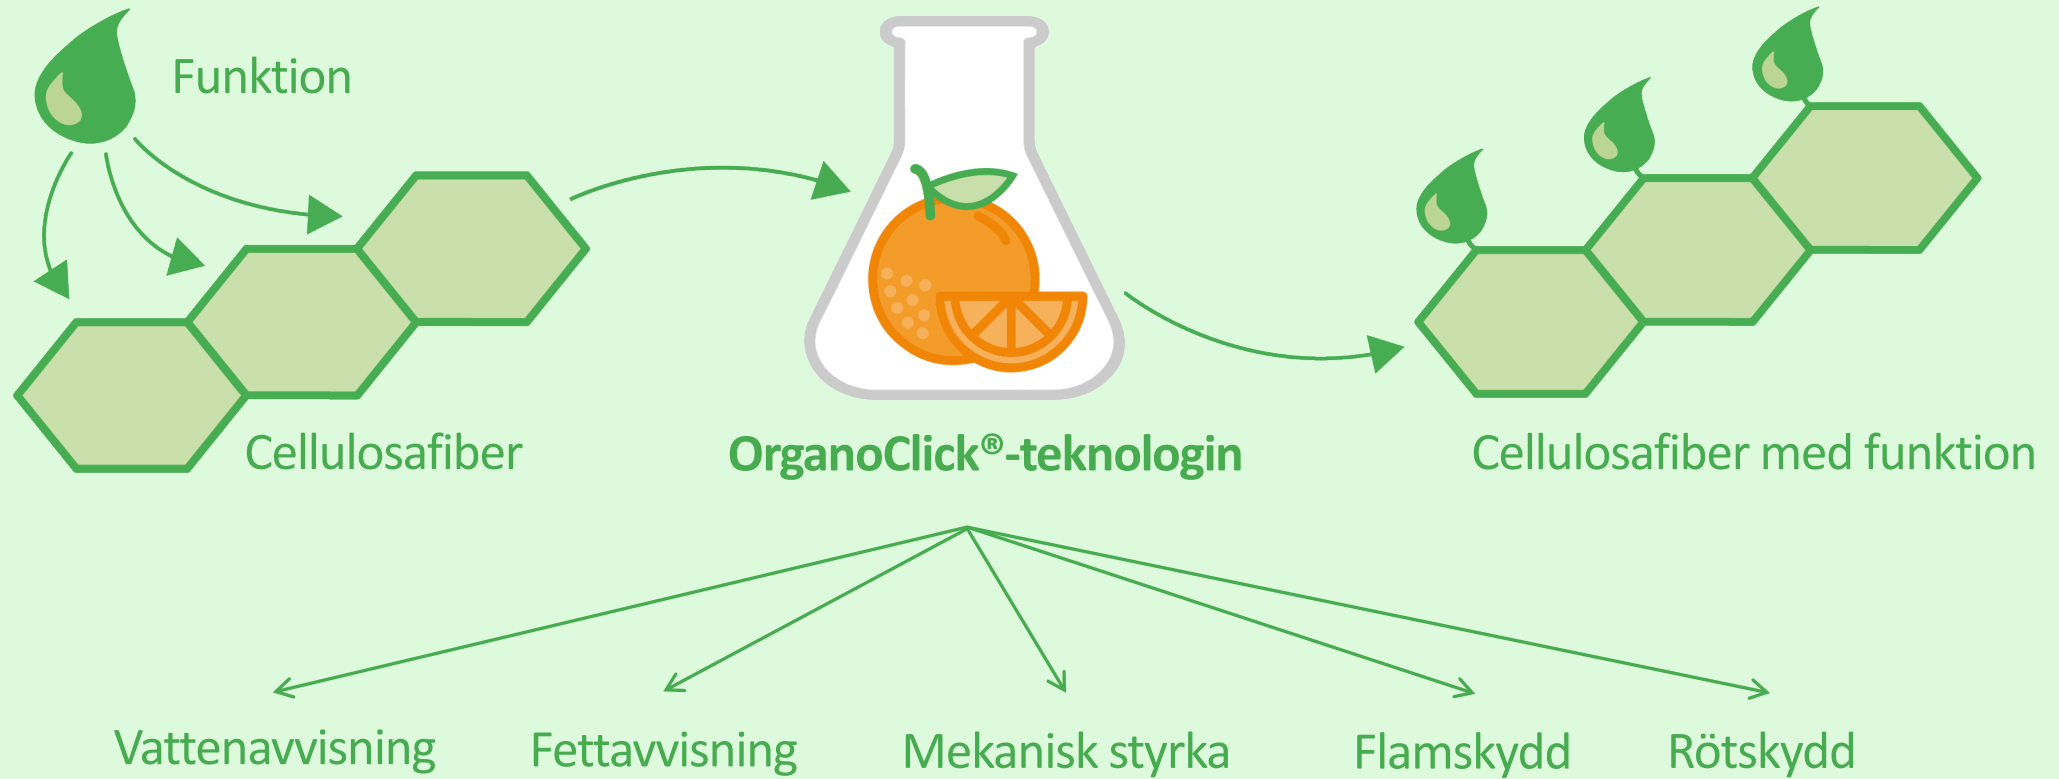 Funktion
Cellulosafiber
OrganoClick®-teknologin
Cellulosafiber med funktion
Vattenavvisning
Fettavvisning
Mekanisk styrka
Flamskydd
Rötskydd